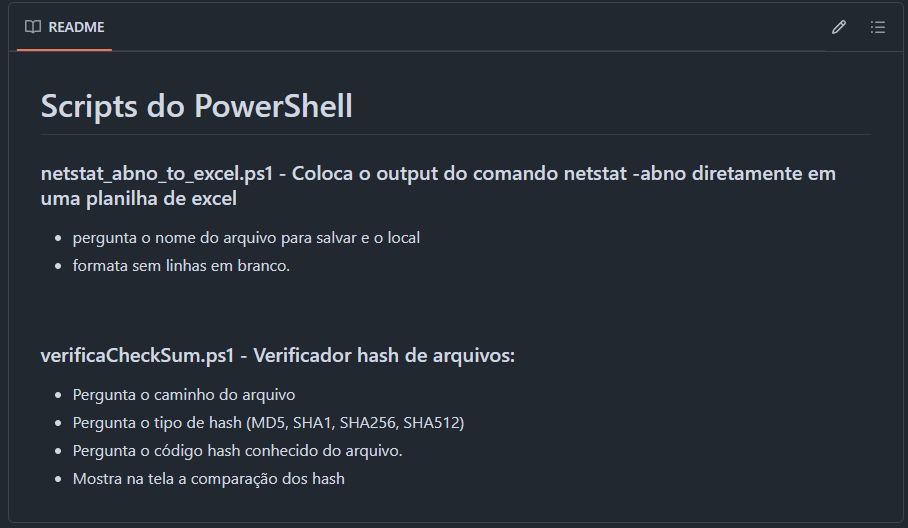 README
Scripts do PowerShell
netstat_abno_to_excel.ps1 - Coloca o output do comando netstat -abno diretamente em
uma planilha de excel
pergunta o nome do arquivo para salvar e o local
formata sem linhas em branco.
verificaCheckSum.ps1 - Verificador hash de arquivos:
Pergunta o caminho do arquivo
Pergunta o tipo de hash (MD5, SHA1, SHA256, SHA512)
Pergunta o código hash conhecido do arquivo.
Mostra na tela a comparação dos hash